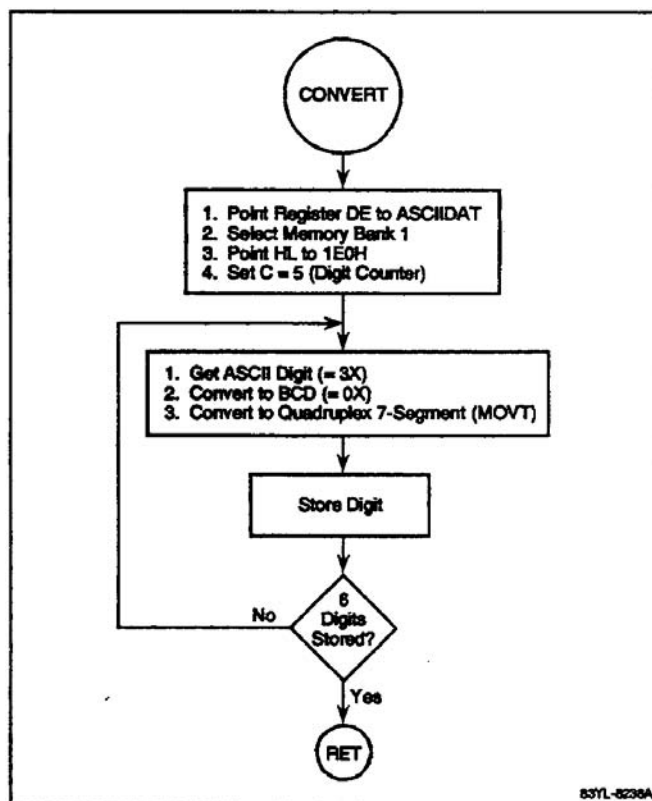 CONVERT
1. Point Register DE to ASCIIDAT
2. Select Memory Bank 1
3. Point HL to 1E0H
4. Set C = 5 (Digit Counter)
1. Get ASCII Digit (= 3X)
2. Convert to BCD (= 0X)
3. Convert to Quadruplex 7-Segment (MOVT)
Store Digit
6
Digits
Stored?
No
Yes
RET
83YL-8238A